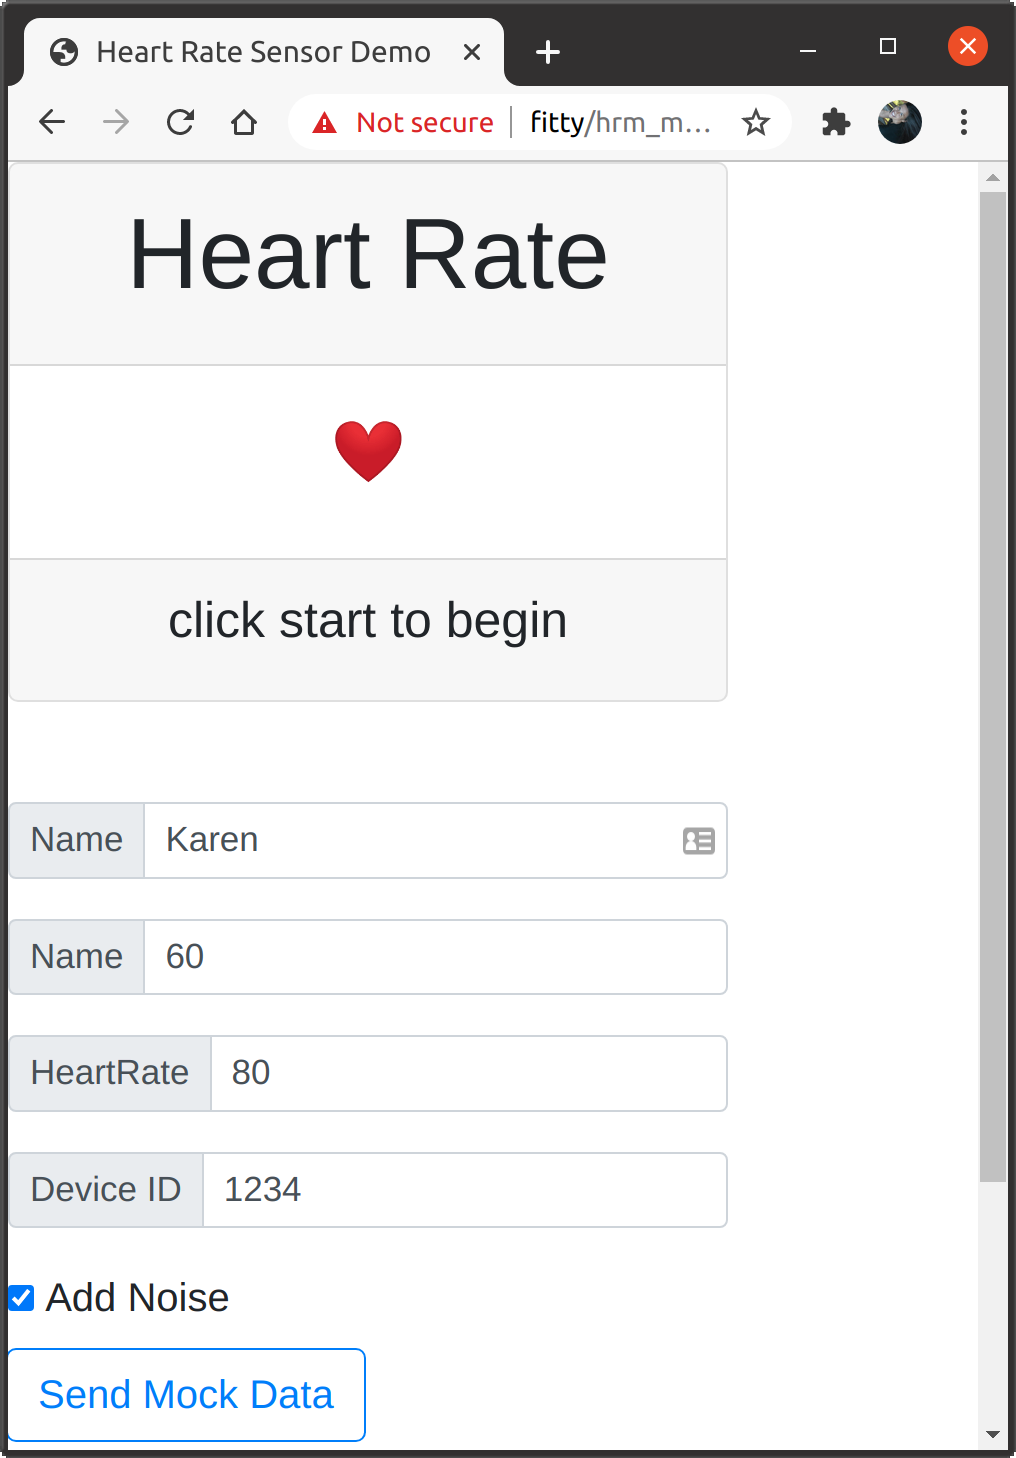 Heart Rate Sensor Demo
Not secure | fitty/hrm_m...
Heart Rate
click start to begin
Name Karen
Name 60
HeartRate 80
Device ID 1234
Add Noise
Send Mock Data